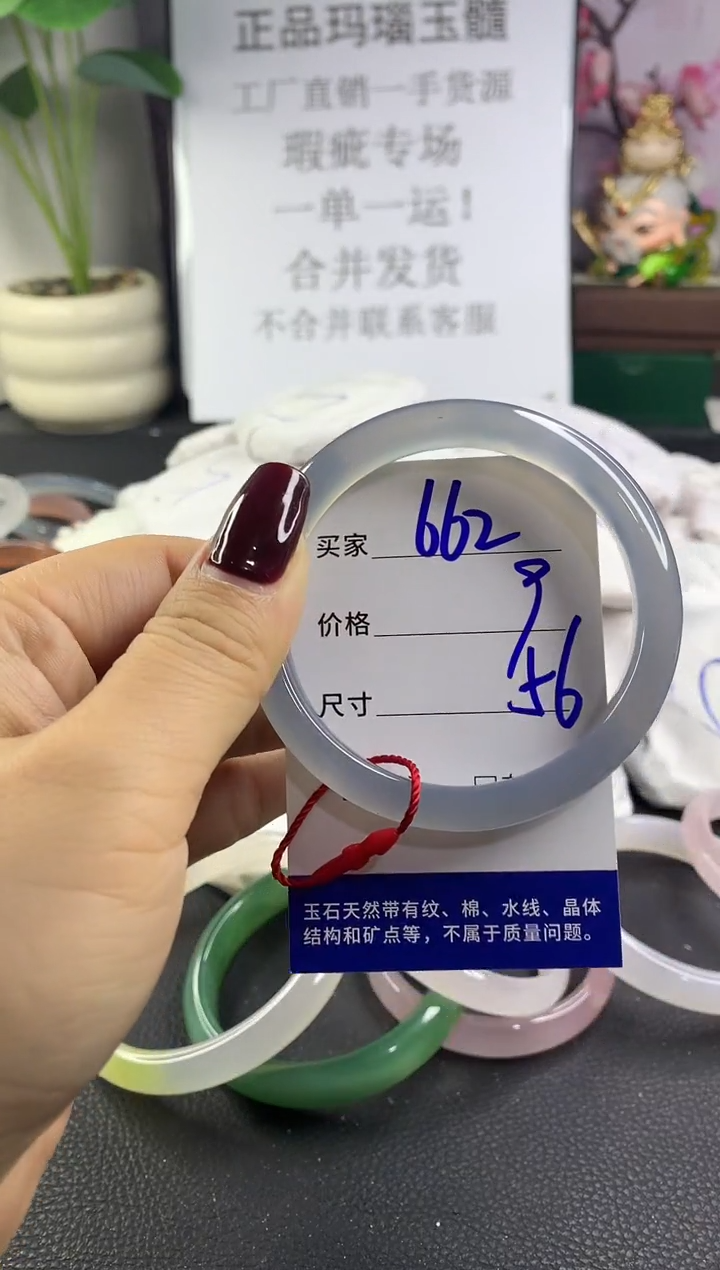 正品玛瑙玉髓
工厂直销一手货源
瑕疵专场
一单一运！
合并发货
不合并联系客服
买家 662
价格 9
尺寸 56
玉石天然带有纹、棉、水线、晶体
结构和矿点等，不属于质量问题。